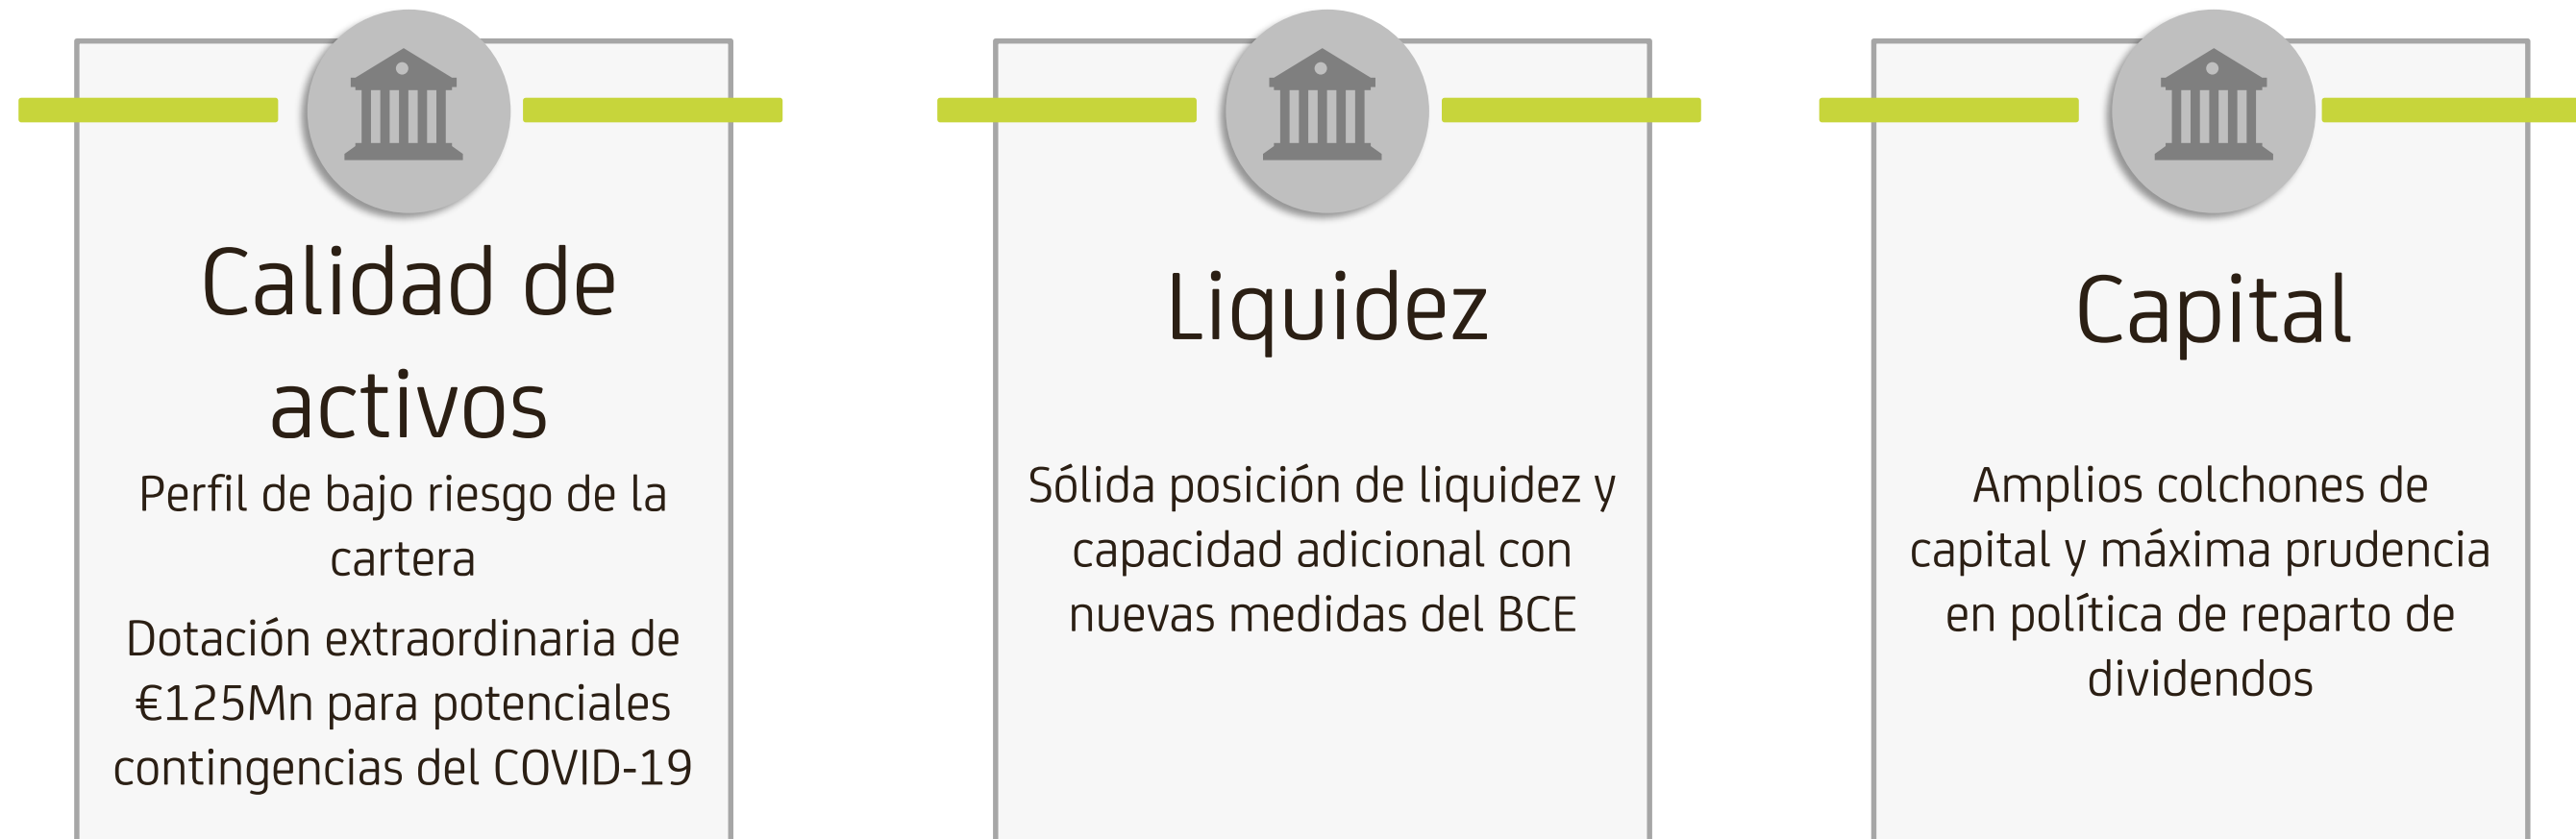 Calidad de
activos
Perfil de bajo riesgo de la
cartera
Dotación extraordinaria de
€125Mn para potenciales
contingencias del COVID-19
Liquidez
Sólida posición de liquidez y
capacidad adicional con
nuevas medidas del BCE
Capital
Amplios colchones de
capital y máxima prudencia
en política de reparto de
dividendos